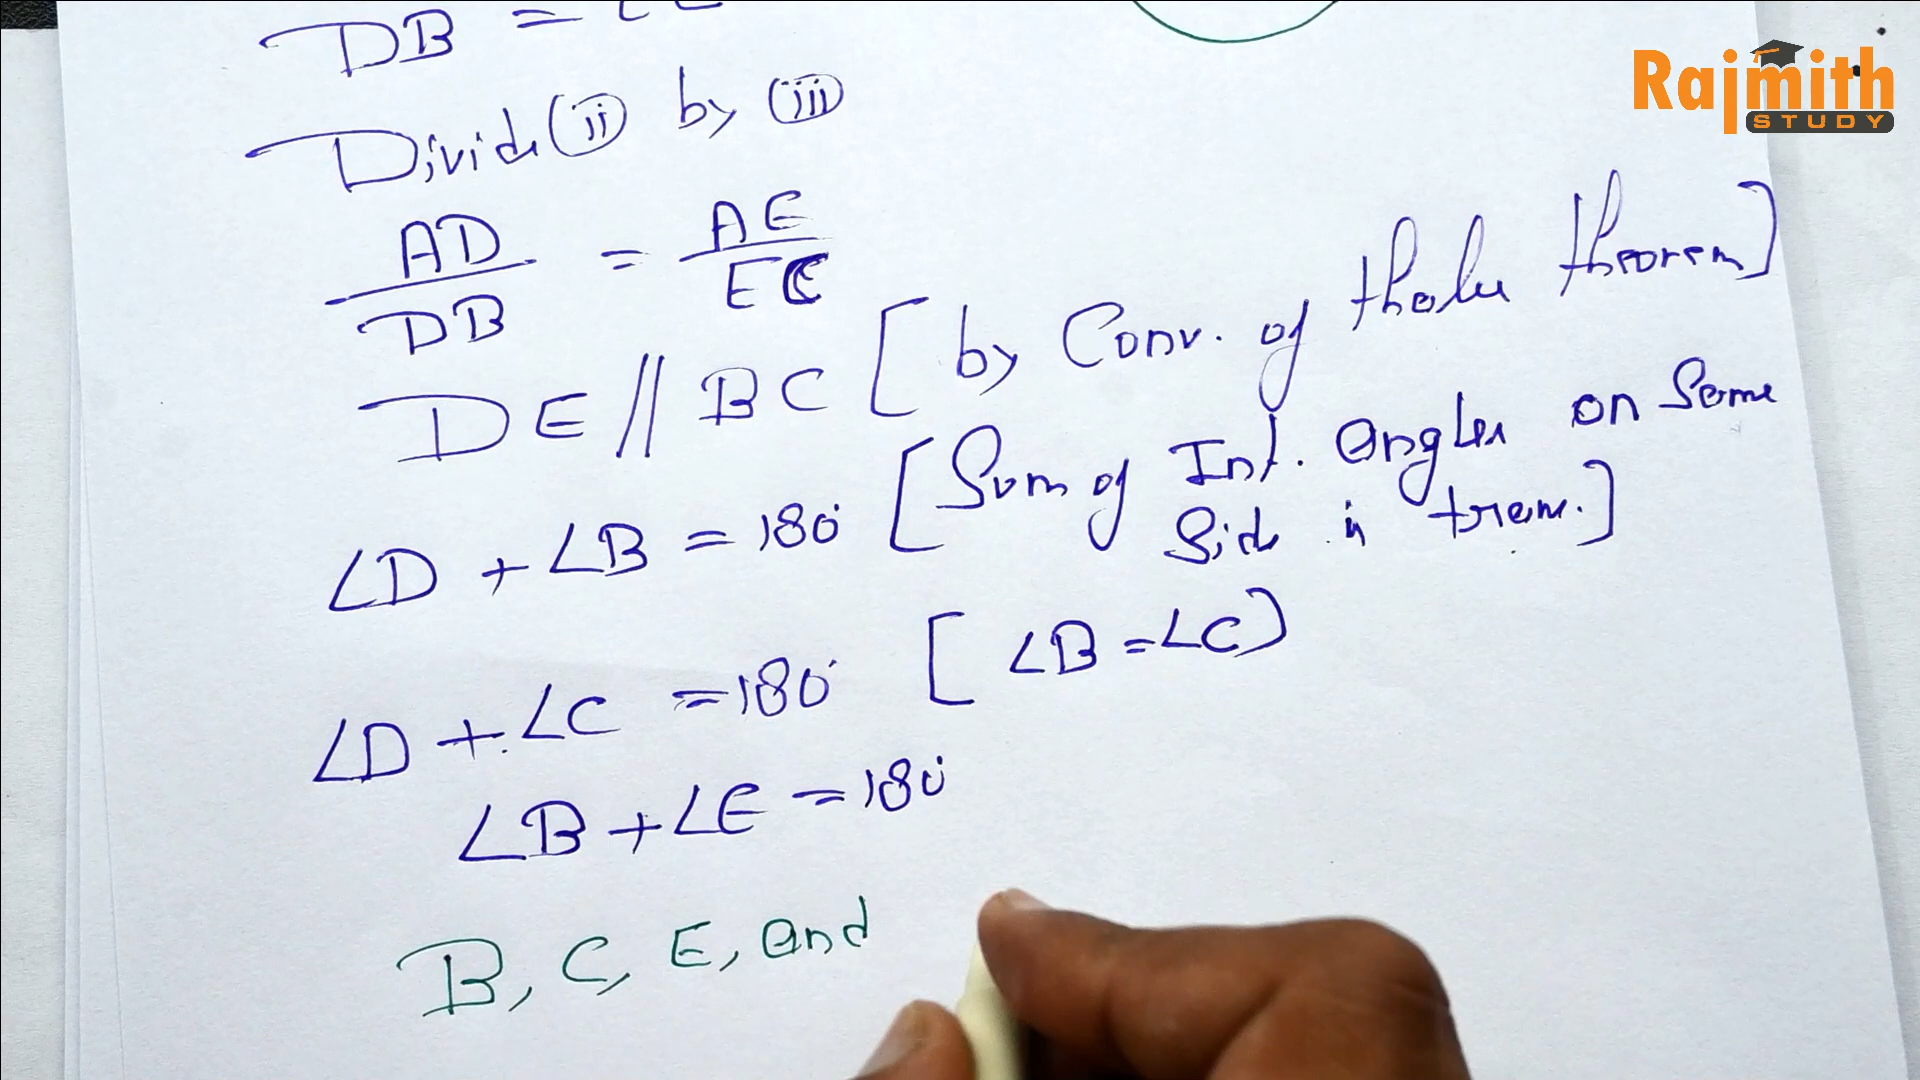 DB =
Divide (ii) by (iii)
AD/DB = AE/EC
DE // BC [by Conv. of thales theorem]
∠D + ∠B = 180° [Sum of Int. angles on Same
Side is tram.]
∠D + ∠C = 180° [∠B = ∠C]
∠B + ∠E = 180°
B, C, E, and
Rajmith
STUDY